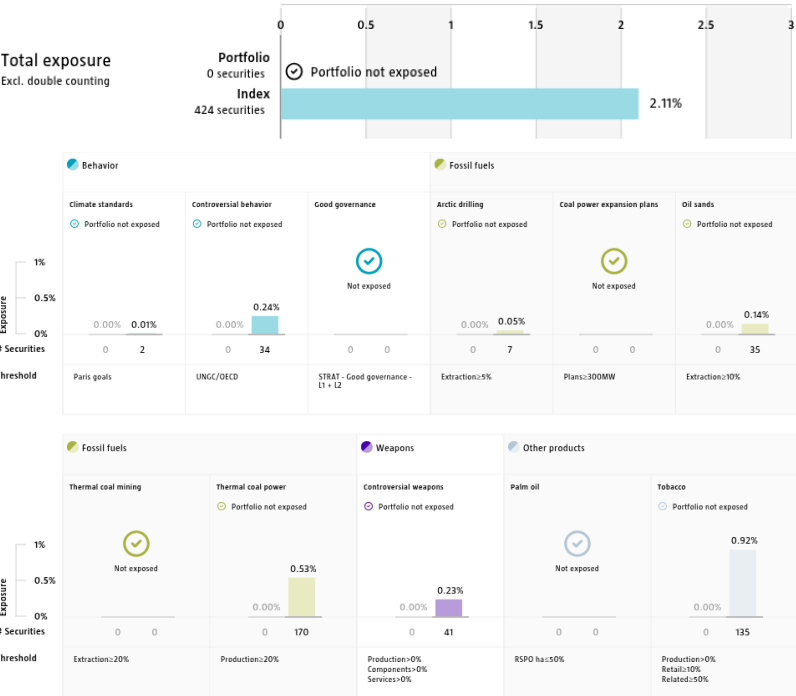 0 0.5 1 1.5 2 2.5 3
Total exposure
Excl. double counting
Portfolio
0 securities
Portfolio not exposed
Index
424 securities
2.11%
Behavior
Fossil fuels
Climate standards
Controversial behavior
Good governance
Arctic drilling
Coal power expansion plans
Oil sands
Portfolio not exposed
Portfolio not exposed
Portfolio not exposed
Portfolio not exposed
Not exposed
Not exposed
Exposure
1%
0.5%
0%
0.00% 0.01%
0.00% 0.24%
0.00% 0.05%
0.00% 0.14%
Securities
0 2
0 34
0 0
0 7
0 0
0 35
hreshold
Paris goals
UNGC/OECD
STRAT - Good governance -
L1 + L2
Extraction≥5%
Plans≥300MW
Extraction≥10%
Fossil fuels
Weapons
Other products
Thermal coal mining
Thermal coal power
Controversial weapons
Palm oil
Tobacco
Portfolio not exposed
Portfolio not exposed
Portfolio not exposed
Not exposed
Not exposed
Exposure
1%
0.5%
0%
0.00% 0.53%
0.00% 0.23%
0.00% 0.92%
Securities
0 0
0 170
0 41
0 0
0 135
hreshold
Extraction≥20%
Production≥20%
Production>0%
Components>0%
Services>0%
RSPO ha≤50%
Production>0%
Retail≥10%
Related≥50%